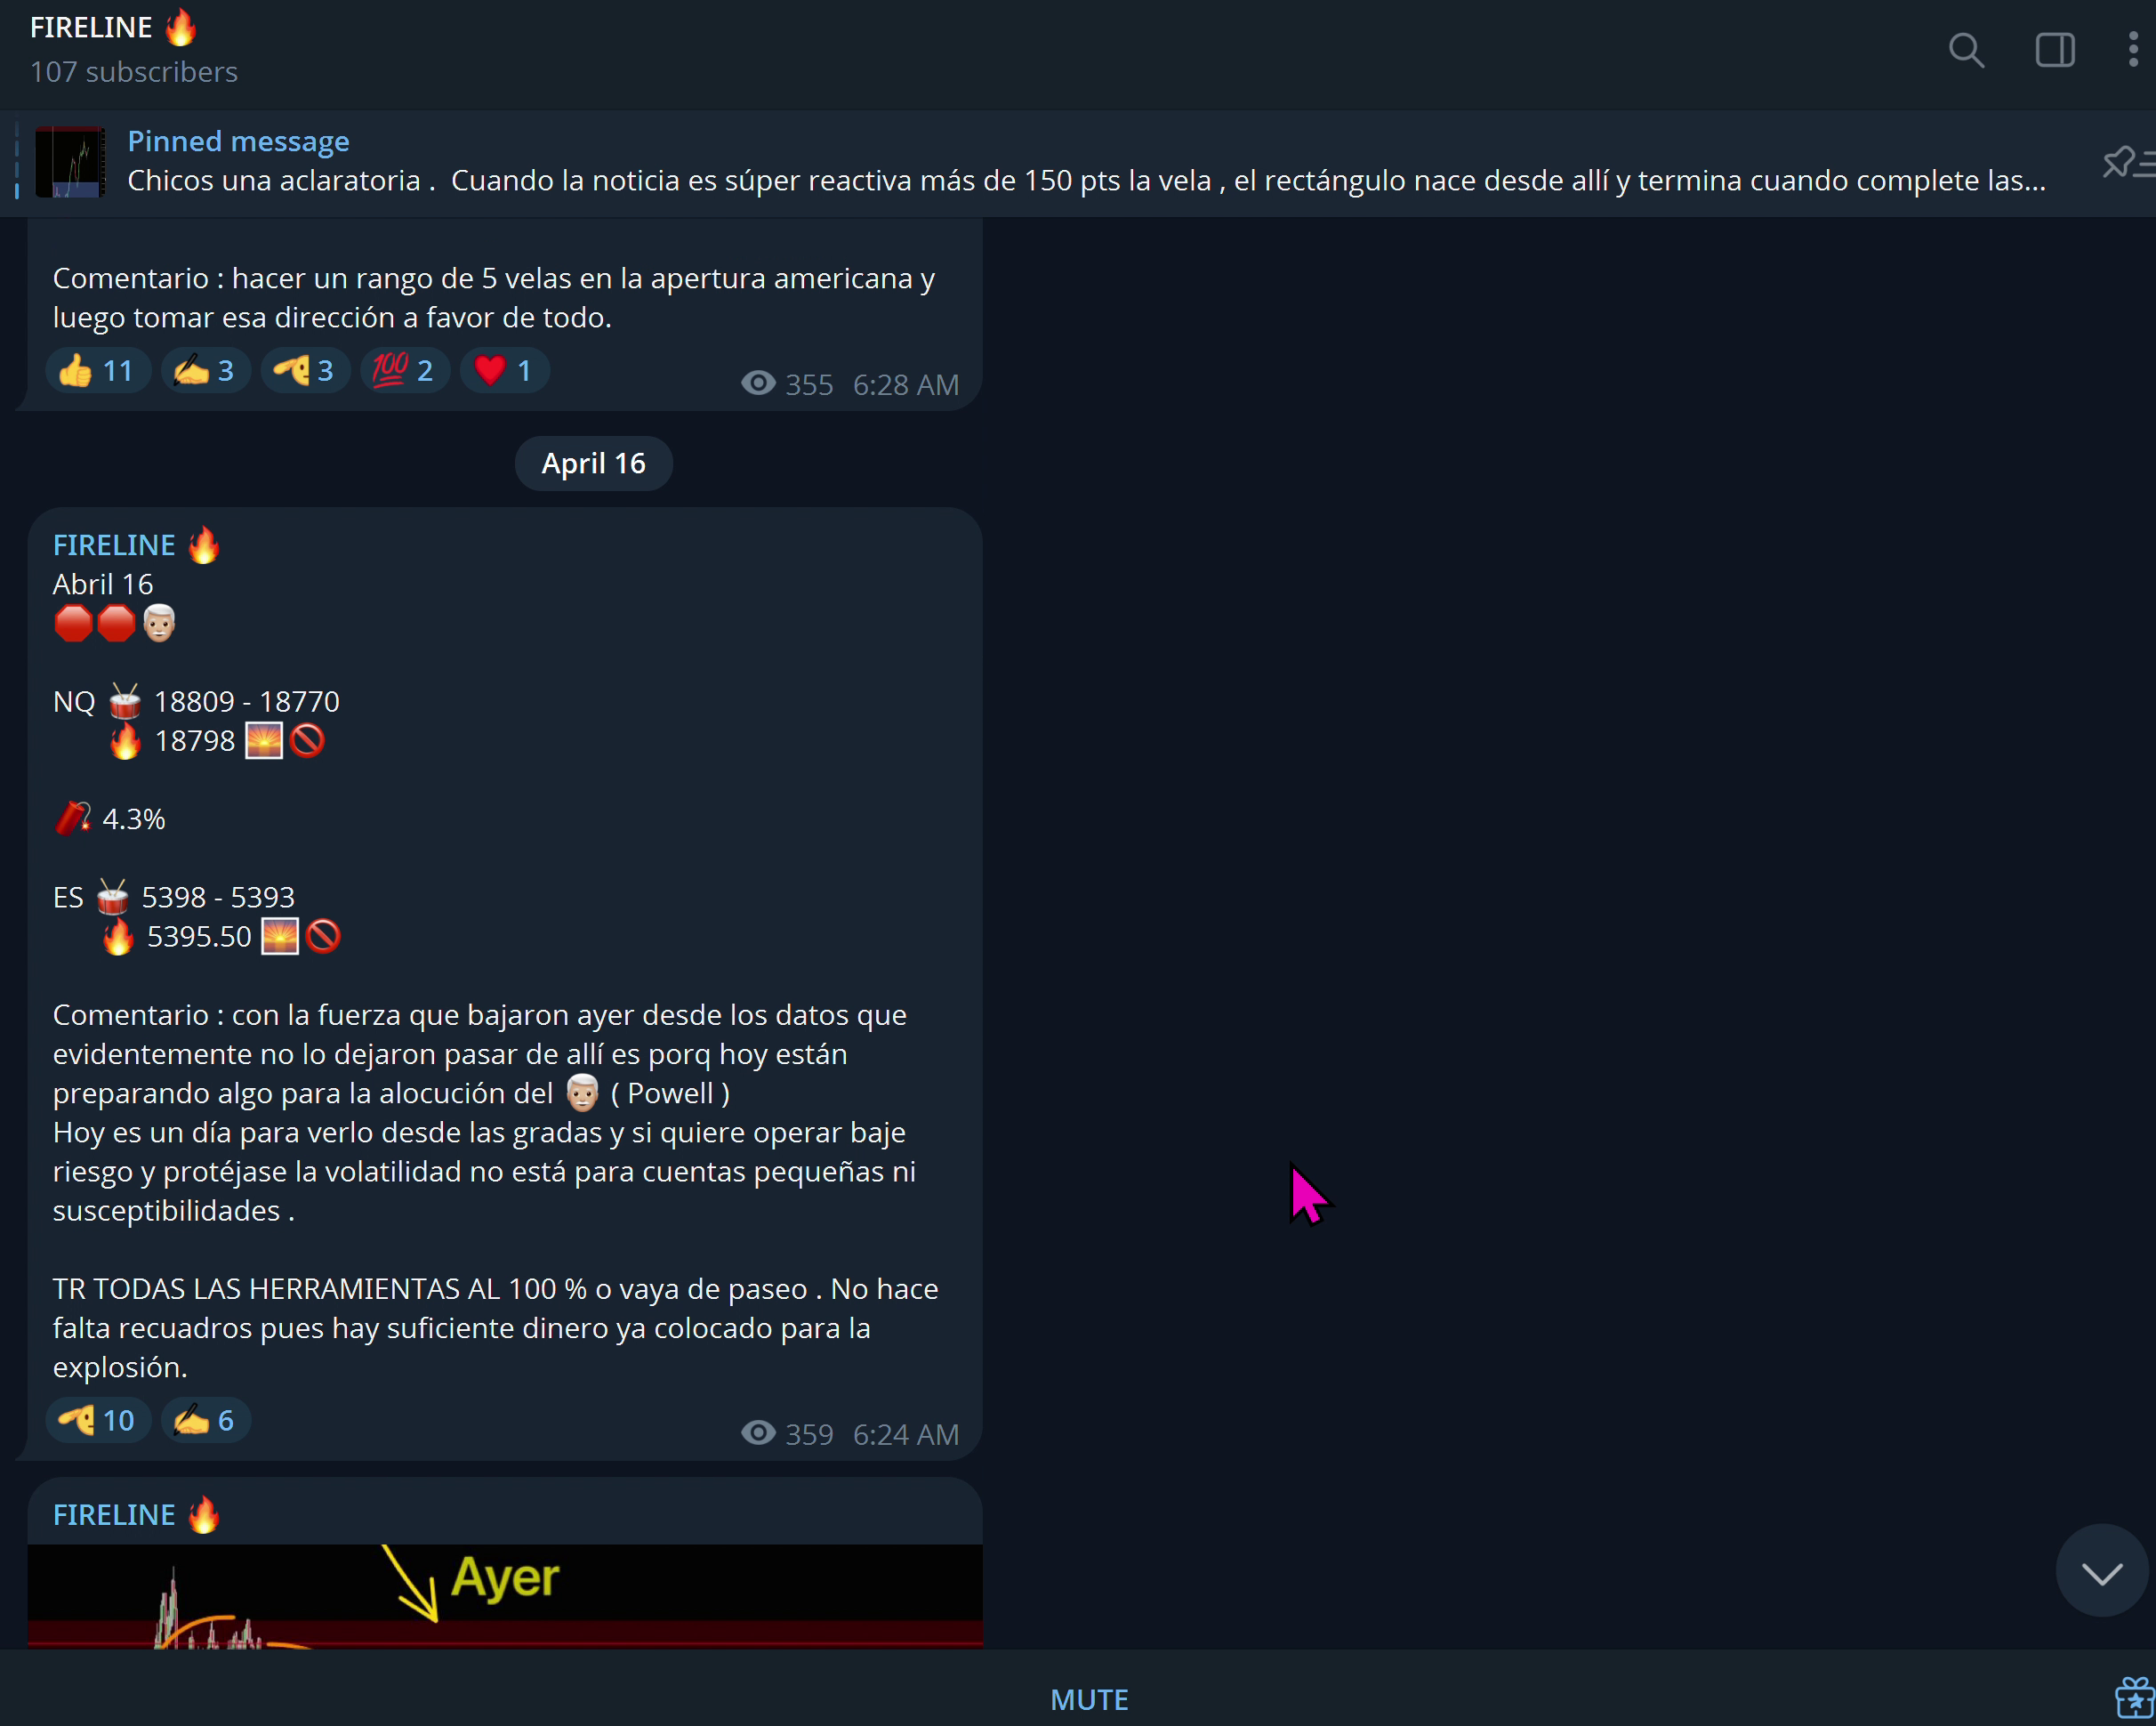 FIRELINE 🔥
107 subscribers
Pinned message
Chicos una aclaratoria .  Cuando la noticia es súper reactiva más de 150 pts la vela , el rectángulo nace desde allí y termina cuando complete las...
Comentario : hacer un rango de 5 velas en la apertura americana y
luego tomar esa dirección a favor de todo.
👍 11 ✍️ 3 🫡 3 💯 2 ❤️ 1
355 6:28 AM
April 16
FIRELINE 🔥
Abril 16
🛑🛑👨🏼‍🦳
NQ 🥁 18809 - 18770
🔥 18798 🌅🚫
🧨 4.3%
ES 🥁 5398 - 5393
🔥 5395.50 🌅🚫
Comentario : con la fuerza que bajaron ayer desde los datos que
evidentemente no lo dejaron pasar de allí es porq hoy están
preparando algo para la alocución del 👨🏼‍🦳 ( Powell )
Hoy es un día para verlo desde las gradas y si quiere operar baje
riesgo y protéjase la volatilidad no está para cuentas pequeñas ni
susceptibilidades .
TR TODAS LAS HERRAMIENTAS AL 100 % o vaya de paseo . No hace
falta recuadros pues hay suficiente dinero ya colocado para la
explosión.
🫡 10 ✍️ 6
359 6:24 AM
FIRELINE 🔥
Ayer
MUTE